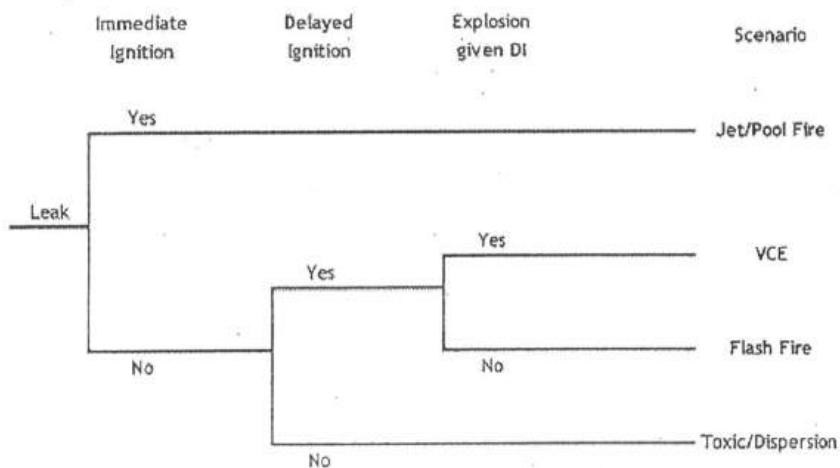 Immediate Ignition
Delayed Ignition
Explosion given DI
Scenario
Yes
Jet/Pool Fire
Leak
Yes
VCE
Yes
Flash Fire
No
No
Toxic/Dispersion
No